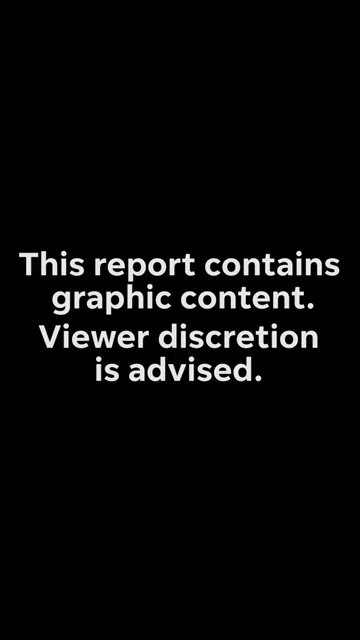 This report contains
graphic content.
Viewer discretion
is advised.